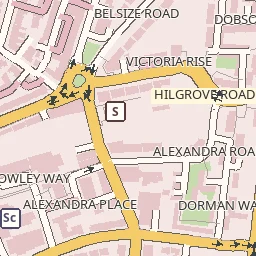 BELSIZE ROAD
DOBSO
VICTORIA RISE
HILGROVE ROAD
S
ALEXANDRA ROA
OWLEY WAY
ALEXANDRA PLACE
DORMAN WA
Sc